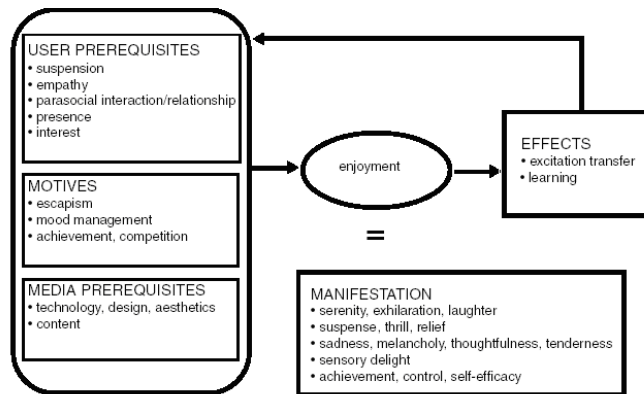 USER PREREQUISITES
• suspension
• empathy
• parasocial interaction/relationship
• presence
• interest
MOTIVES
• escapism
• mood management
• achievement, competition
MEDIA PREREQUISITES
• technology, design, aesthetics
• content
enjoyment
=
EFFECTS
• excitation transfer
• learning
MANIFESTATION
• serenity, exhilaration, laughter
• suspense, thrill, relief
• sadness, melancholy, thoughtfulness, tenderness
• sensory delight
• achievement, control, self-efficacy